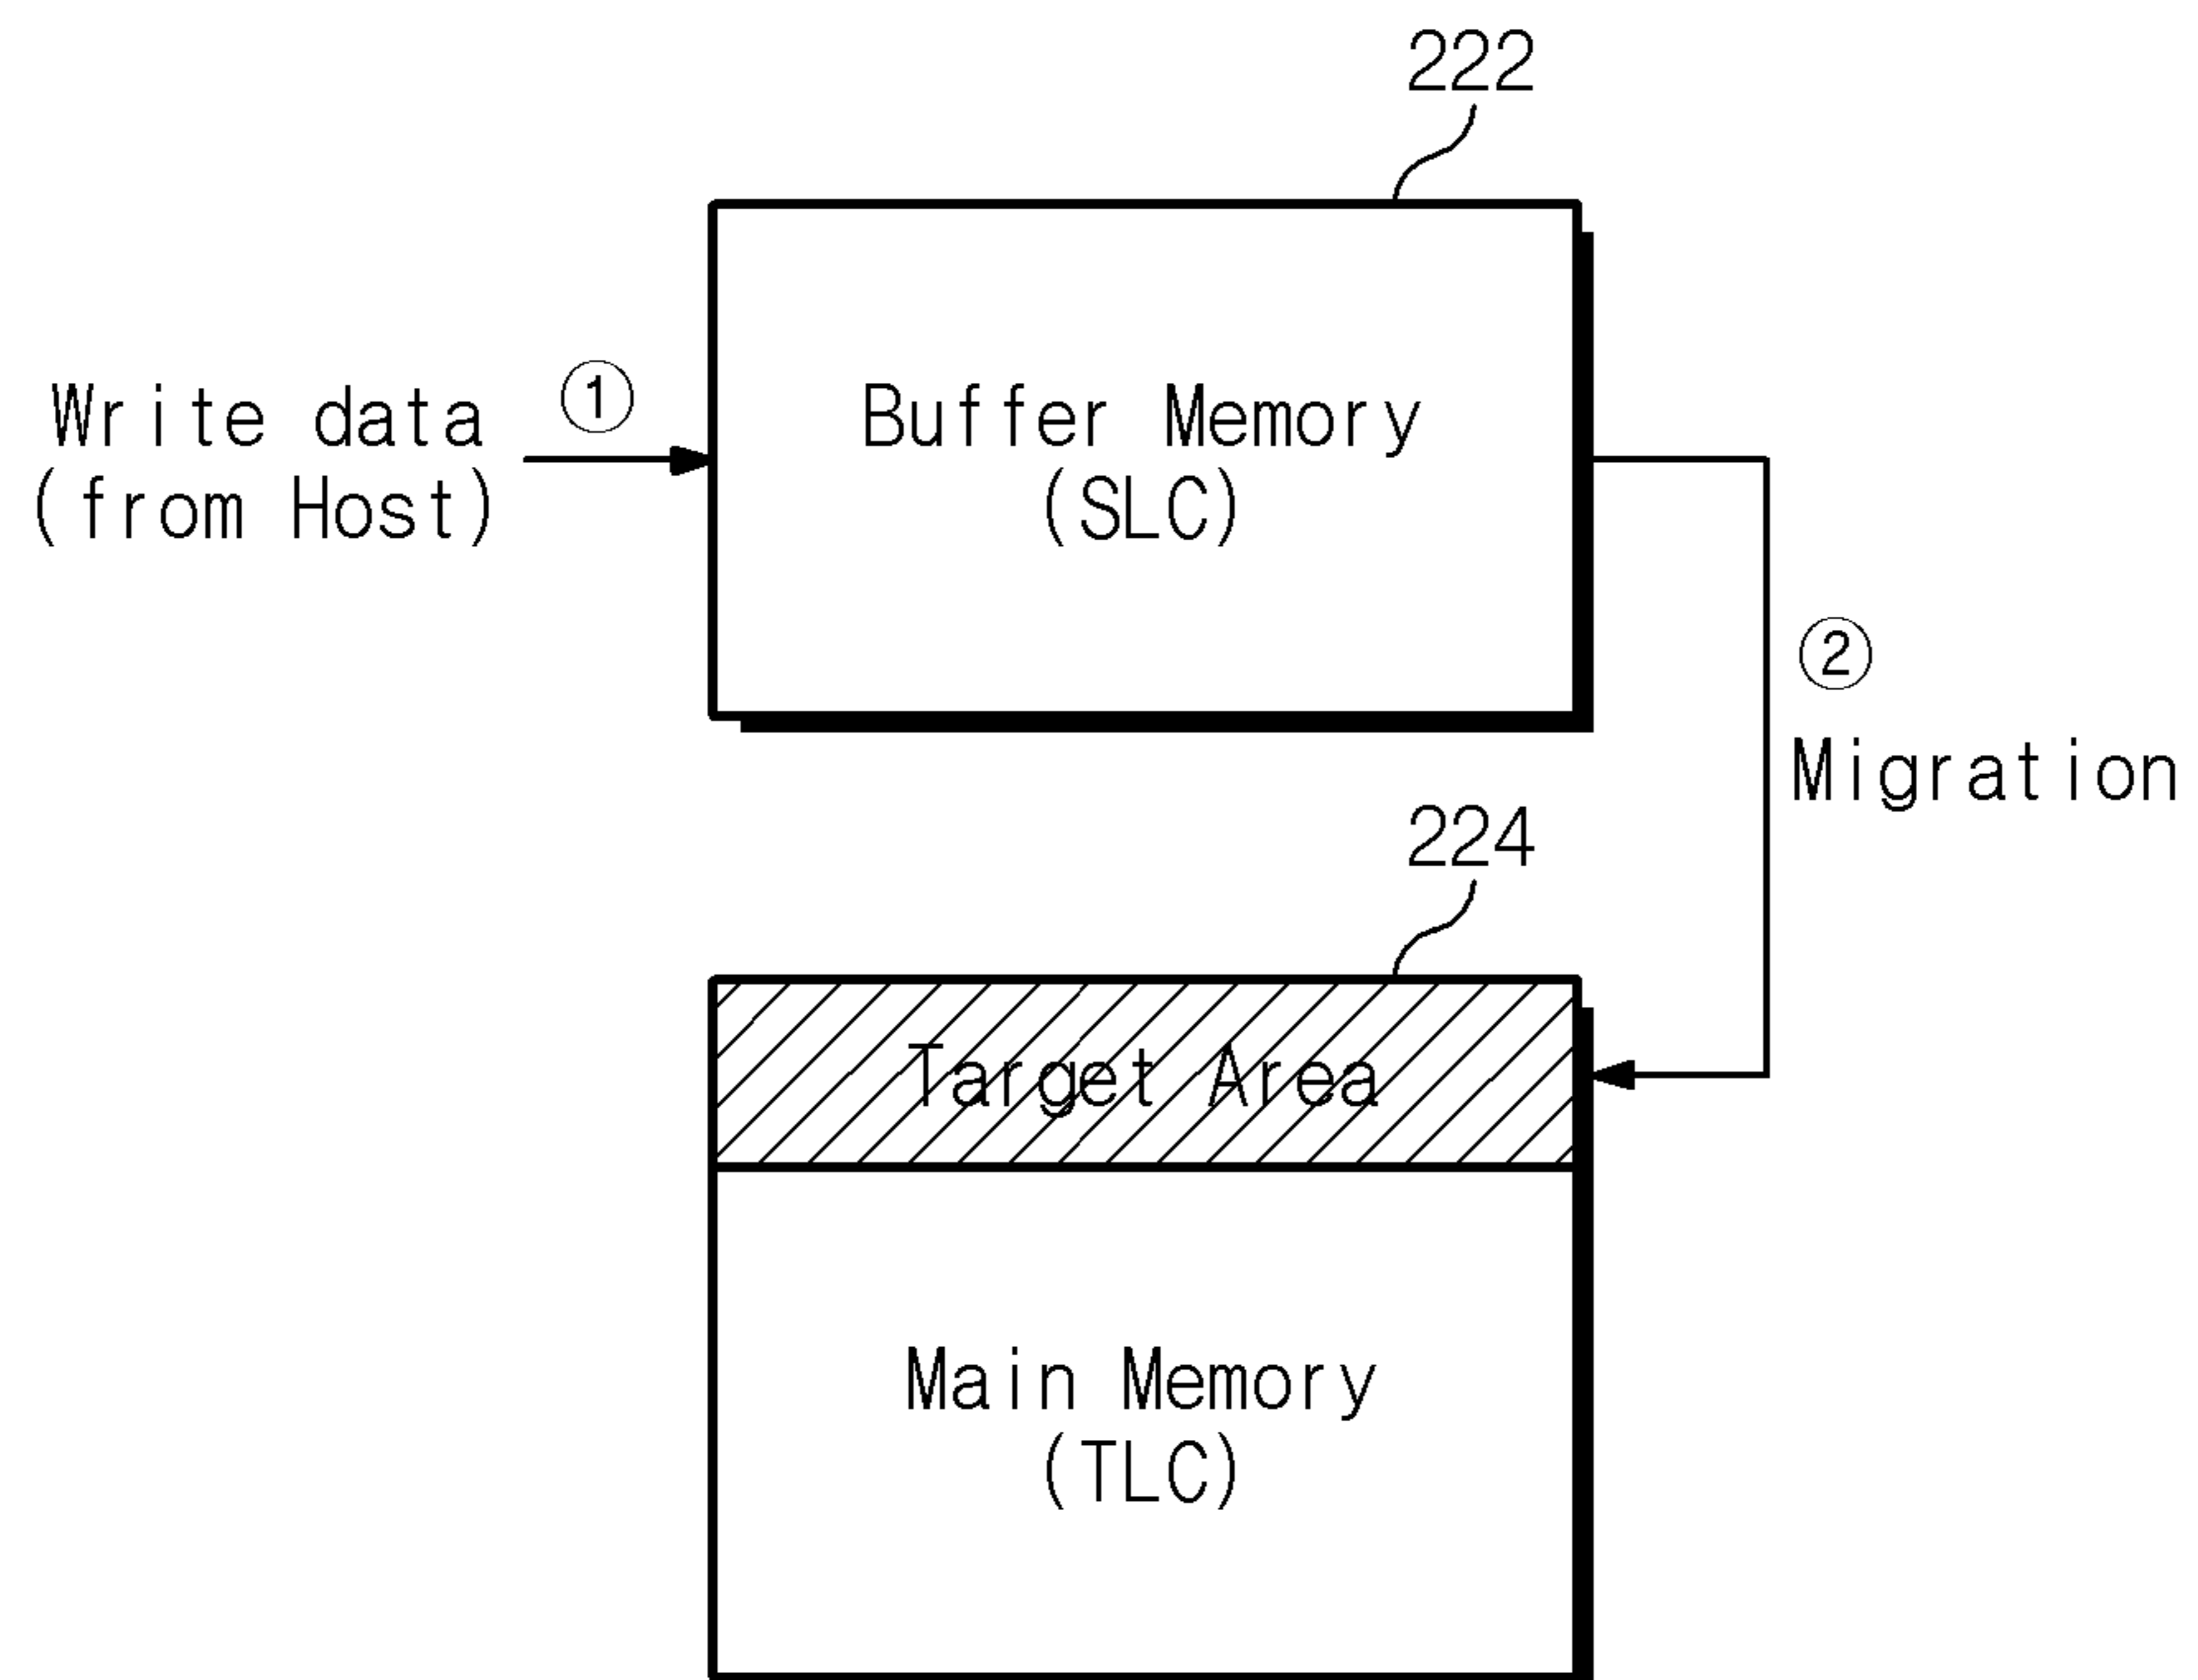 222
Write data
(from Host)
①
Buffer Memory
(SLC)
②
Migration
224
Target Area
Main Memory
(TLC)